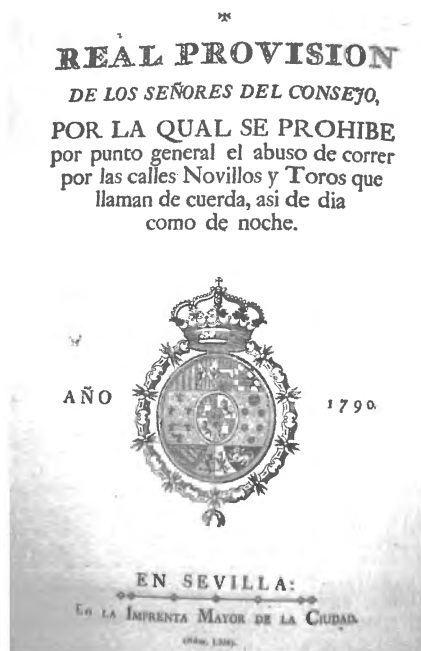 REAL PROVISION
DE LOS SEÑORES DEL CONSEJO,
POR LA QUAL SE PROHIBE
por punto general el abuso de correr
por las calles Novillos y Toros que
llaman de cuerda, asi de dia
como de noche.
AÑO 1790.
EN SEVILLA:
EN LA IMPRENTA MAYOR DE LA CIUDAD.